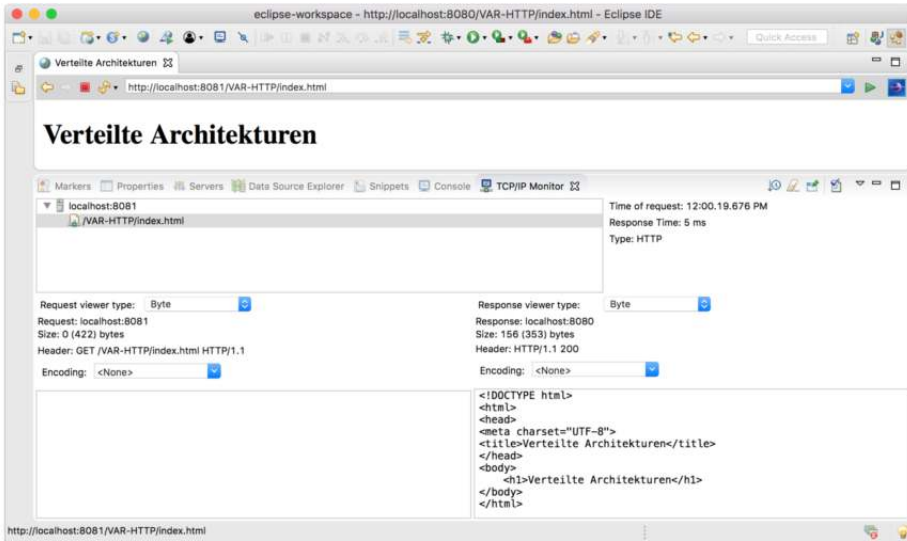 eclipse-workspace - http://localhost:8080/VAR-HTTP/index.html - Eclipse IDE
Quick Access
Verteilte Architekturen
http://localhost:8081/VAR-HTTP/index.html
Verteilte Architekturen
Markers Properties Servers Data Source Explorer Snippets Console TCP/IP Monitor
localhost:8081
/VAR-HTTP/index.html
Time of request: 12:00.19.676 PM
Response Time: 5 ms
Type: HTTP
Request viewer type: Byte
Request: localhost:8081
Size: 0 (422) bytes
Header: GET /VAR-HTTP/index.html HTTP/1.1
Encoding: <None>
Response viewer type: Byte
Response: localhost:8080
Size: 156 (353) bytes
Header: HTTP/1.1 200
Encoding: <None>
<!DOCTYPE html>
<html>
<head>
<meta charset="UTF-8">
<title>Verteilte Architekturen</title>
</head>
<body>
<h1>Verteilte Architekturen</h1>
</body>
</html>
http://localhost:8081/VAR-HTTP/index.html